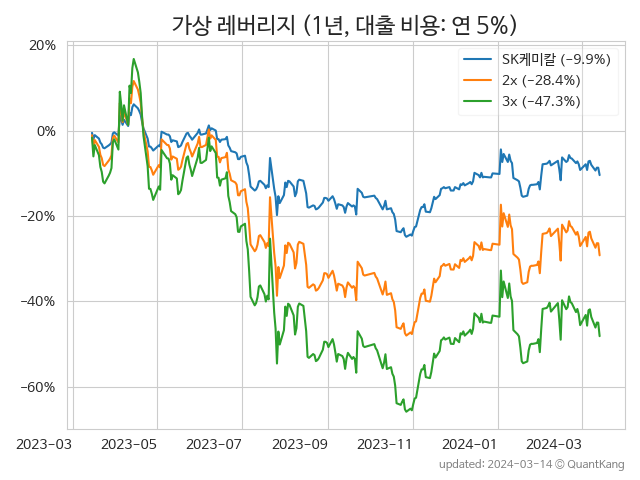 가상 레버리지 (1년, 대출 비용: 연 5%)
20%
0%
−20%
−40%
−60%
SK케미칼 (−9.9%)
2x (−28.4%)
3x (−47.3%)
2023−03 2023−05 2023−07 2023−09 2023−11 2024−01 2024−03
updated: 2024-03-14 © QuantKang